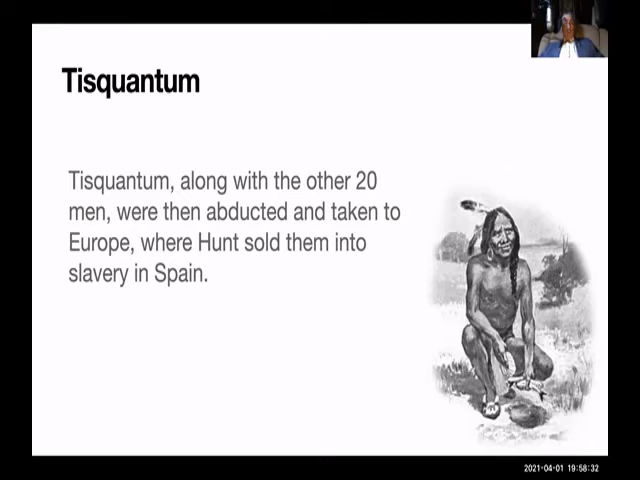 Tisquantum
Tisquantum, along with the other 20
men, were then abducted and taken to
Europe, where Hunt sold them into
slavery in Spain.
2021-04-01 19:58:32